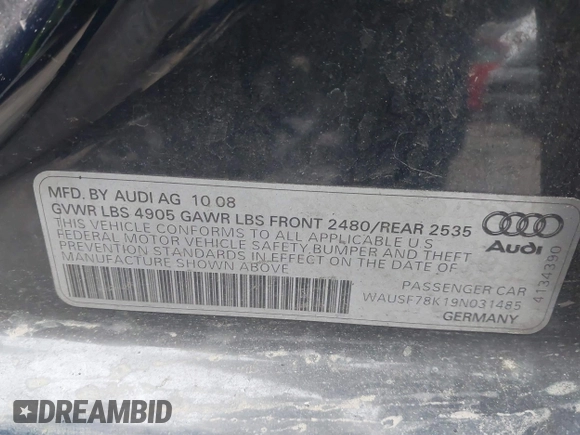 MFD. BY AUDI AG 10 08
GVWR LBS 4905 GAWR LBS FRONT 2480/REAR 2535
THIS VEHICLE CONFORMS TO ALL APPLICABLE U S
FEDERAL MOTOR VEHICLE SAFETY BUMPER AND THEFT
PREVENTION STANDARDS IN EFFECT ON THE DATE OF
MANUFACTURE SHOWN ABOVE
Audi
4134390
PASSENGER CAR
WAUSF78K19N031485
GERMANY
DREAMBID